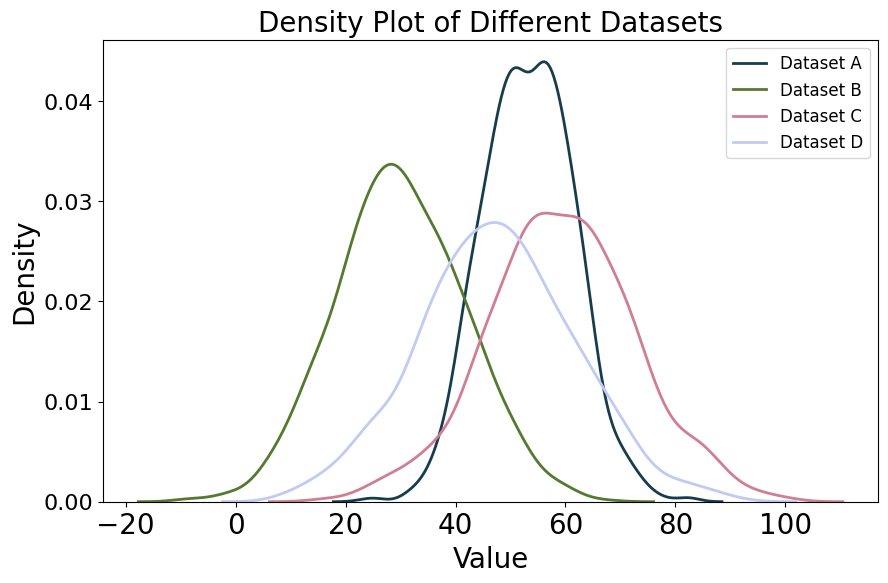 Density Plot of Different Datasets
Dataset A
Dataset B
Dataset C
Dataset D
Density
0.04
0.03
0.02
0.01
0.00
−20 0 20 40 60 80 100
Value